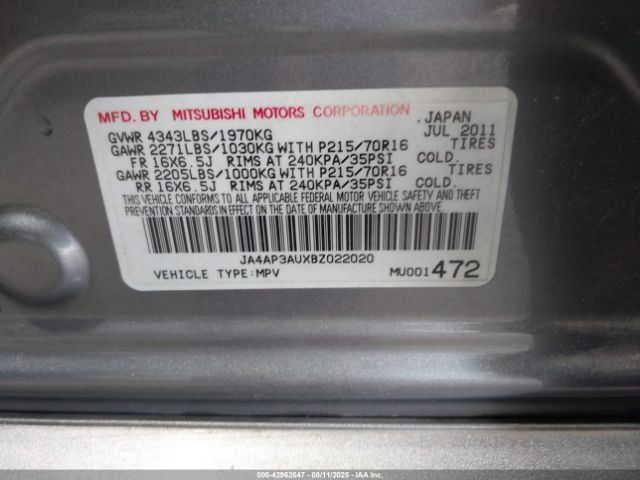 MFD. BY MITSUBISHI MOTORS CORPORATION. JAPAN
GVWR 4343LBS/1970KG JUL 2011
GAWR 2271LBS/1030KG WITH P215/70R16 TIRES
FR 16X6.5J RIMS AT 240KPA/35PSI COLD.
GAWR 2205LBS/1000KG WITH P215/70R16 TIRES
RR 16X6.5J RIMS AT 240KPA/35PSI COLD.
THIS VEHICLE CONFORMS TO ALL APPLICABLE FEDERAL MOTOR VEHICLE SAFETY AND THEFT
PREVENTION STANDARDS IN EFFECT ON THE DATE OF MANUFACTURE SHOWN ABOVE.
JA4AP3AUXBZ022020
VEHICLE TYPE:MPV MU001472
000-42962547 - 08/11/2025 - IAAI.COM